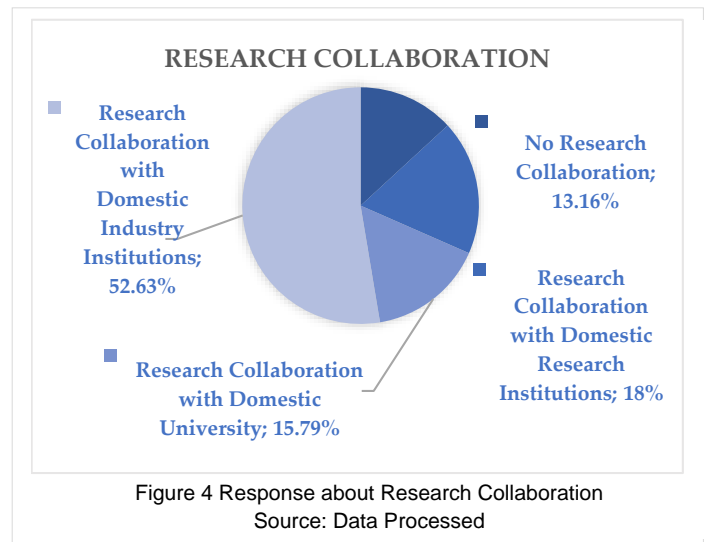 RESEARCH COLLABORATION
Research
Collaboration
with
Domestic
Industry
Institutions;
52.63%
No Research
Collaboration;
13.16%
Research
Collaboration
with Domestic
Research
Institutions; 18%
Research Collaboration
with Domestic
University; 15.79%
Figure 4 Response about Research Collaboration
Source: Data Processed